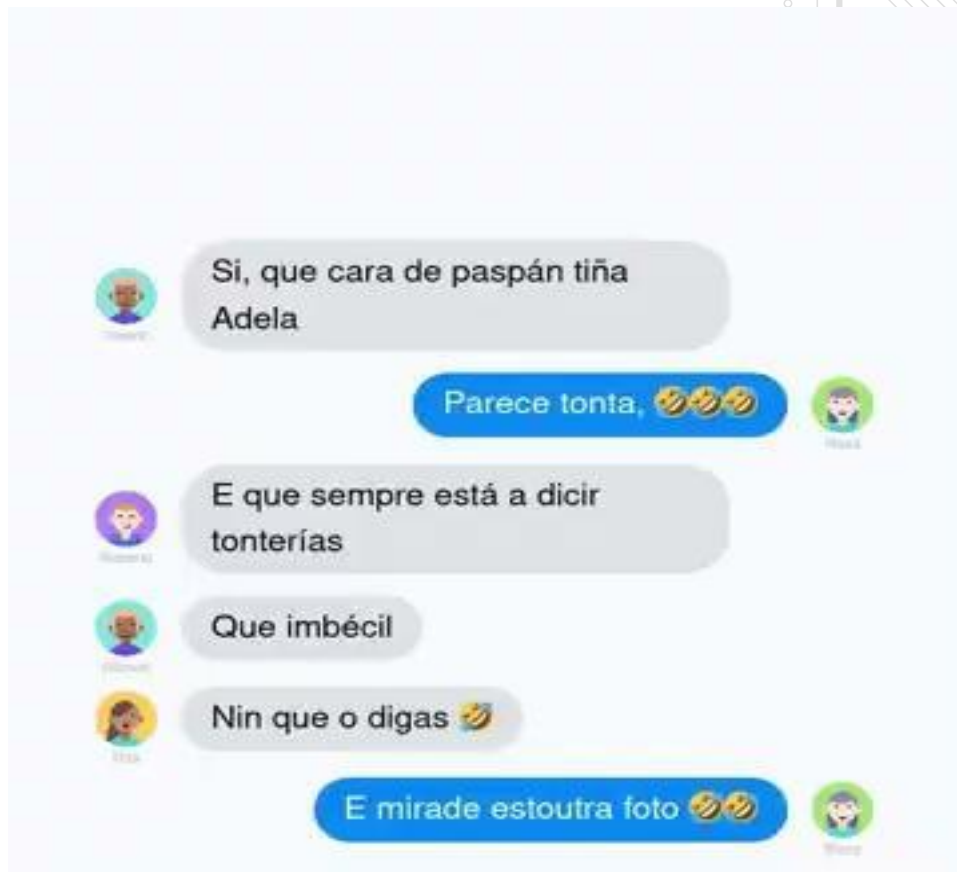 Si, que cara de paspán tiña
Adela
Parece tonta, 🤣🤣🤣
E que sempre está a dicir
tonterías
Que imbécil
Nin que o digas 🤣
E mirade estoutra foto 🤣🤣